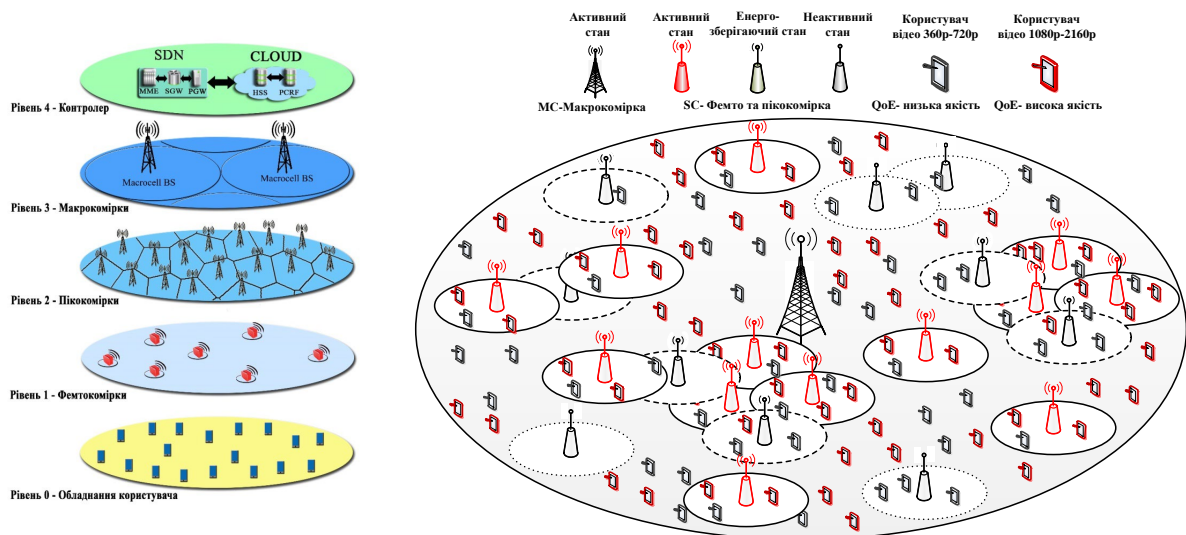 SDN
CLOUD
MME
SGW
PGW
HSS
PCRF
Рівень 4 - Контролер
Macrocell BS
Macrocell BS
Рівень 3 - Макрокомірки
Рівень 2 - Пікокомірки
Рівень 1 - Фемтокомірки
Рівень 0 - Обладнання користувача
Активний
стан
Активний
стан
Енерго-
зберігаючий стан
Неактивний
стан
Користувач
відео 360p-720p
Користувач
відео 1080p-2160p
МС-Макрокомірка
SC- Фемто та пікокомірка
QoE- низька якість
QoE- висока якість